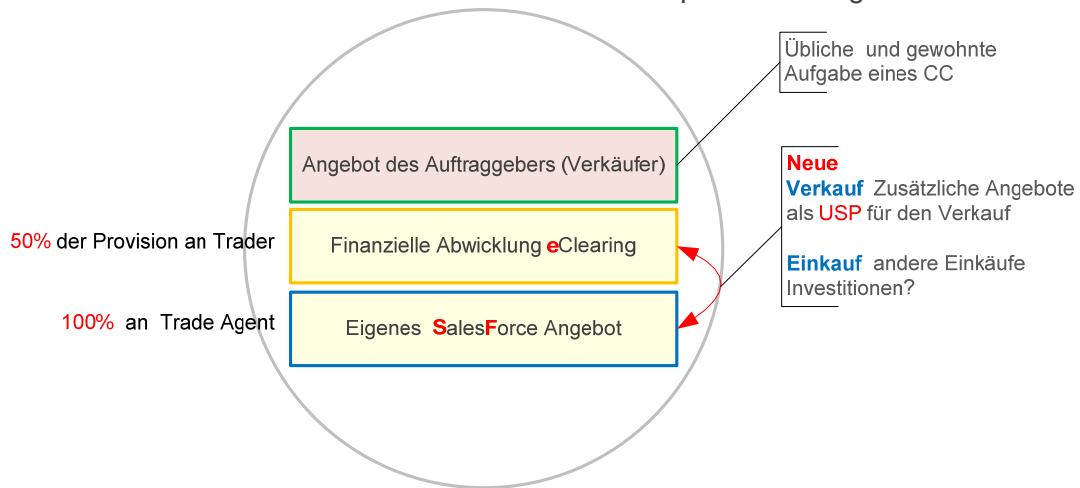 Übliche und gewohnte
Aufgabe eines CC
Angebot des Auftraggebers (Verkäufer)
Neue
Verkauf Zusätzliche Angebote
als USP für den Verkauf
50% der Provision an Trader
Finanzielle Abwicklung eClearing
Einkauf andere Einkäufe
Investitionen?
100% an Trade Agent
Eigenes SalesForce Angebot